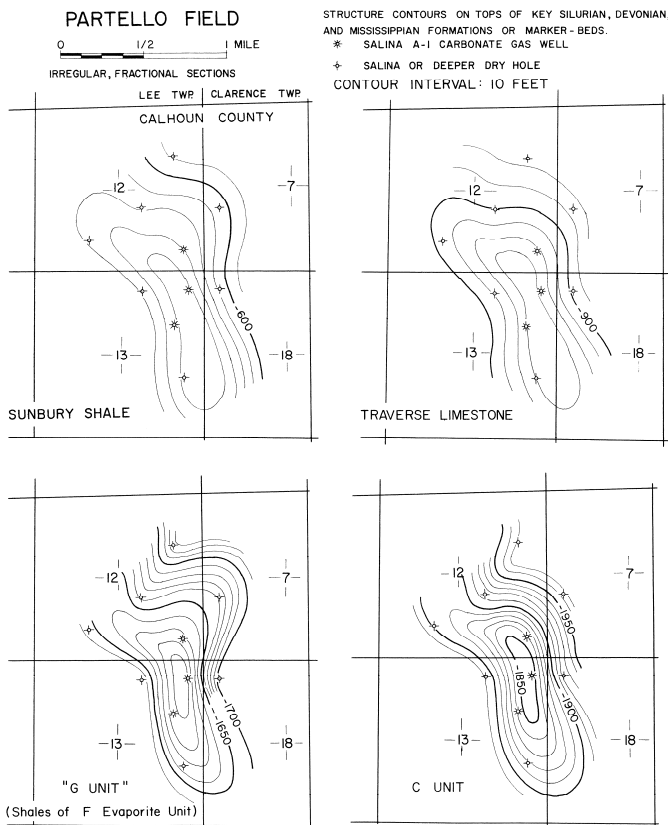 PARTELLO FIELD
0 1/2 1 MILE
IRREGULAR, FRACTIONAL SECTIONS
STRUCTURE CONTOURS ON TOPS OF KEY SILURIAN, DEVONIAN,
AND MISSISSIPPIAN FORMATIONS OR MARKER-BEDS.
SALINA A-1 CARBONATE GAS WELL
SALINA OR DEEPER DRY HOLE
CONTOUR INTERVAL: 10 FEET
LEE TWP. CLARENCE TWP.
CALHOUN COUNTY
12
7
-600
13
18
SUNBURY SHALE
12
7
-900
13
18
TRAVERSE LIMESTONE
12
7
-1700
-1650
13
18
"G UNIT"
(Shales of F Evaporite Unit)
12
7
-1950
-1850
-1900
13
18
C UNIT